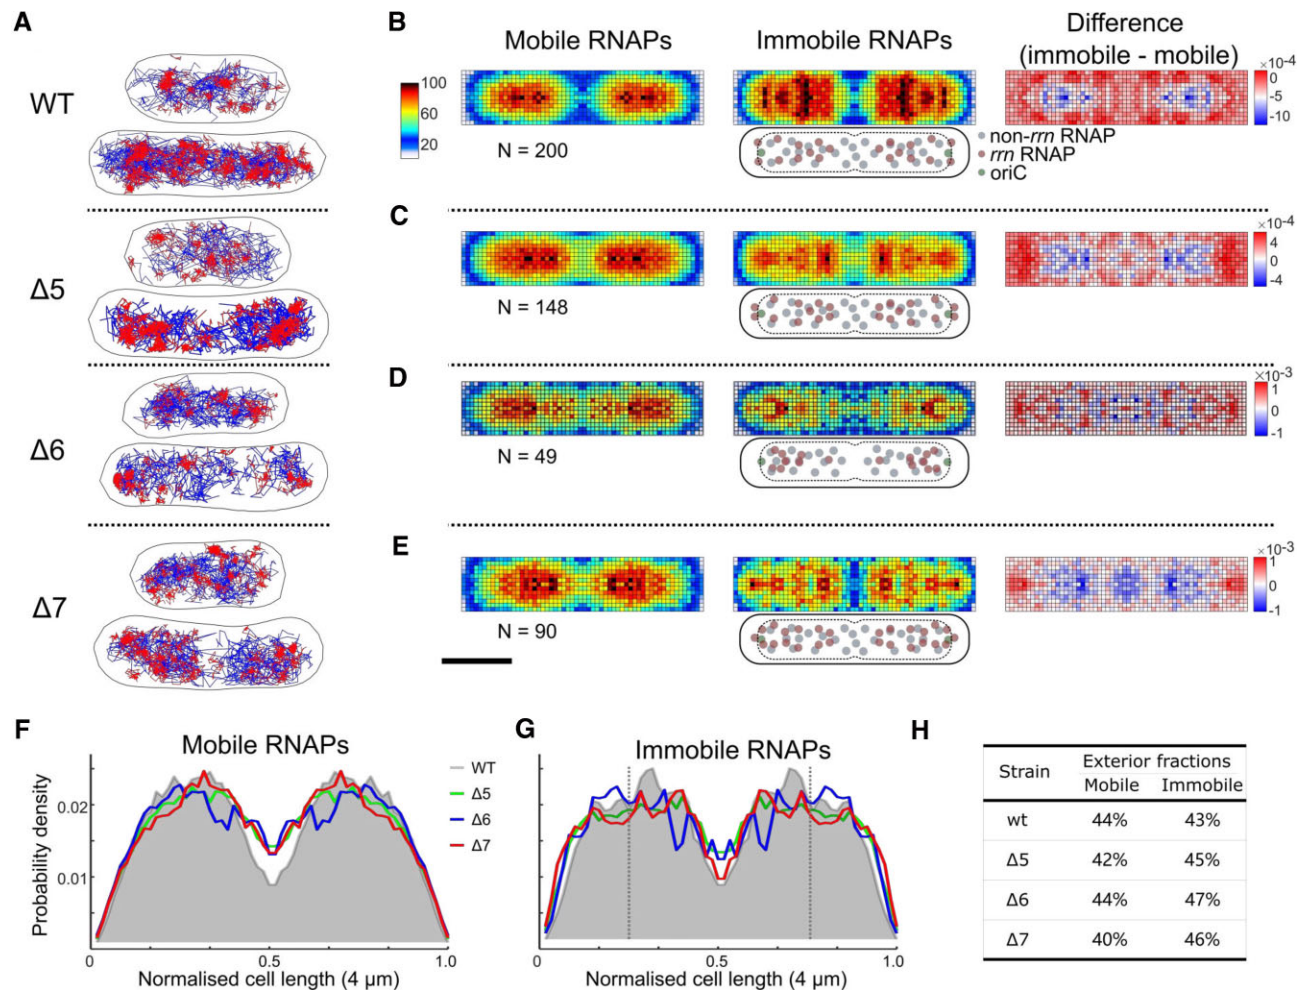 A
WT
Δ5
Δ6
Δ7
B
Mobile RNAPs
Immobile RNAPs
Difference
(immobile - mobile)
100
60
20
N = 200
×10⁻⁴
0
-5
-10
non-rrn RNAP
rrn RNAP
oriC
C
N = 148
×10⁻⁴
4
0
-4
D
N = 49
×10⁻³
1
0
-1
E
N = 90
×10⁻³
1
0
-1
F
Mobile RNAPs
Probability density
0.02
0.01
0
0.5
1.0
Normalised cell length (4 μm)
WT
Δ5
Δ6
Δ7
G
Immobile RNAPs
0
0.5
1.0
Normalised cell length (4 μm)
H
Strain
Exterior fractions
Mobile Immobile
wt 44% 43%
Δ5 42% 45%
Δ6 44% 47%
Δ7 40% 46%